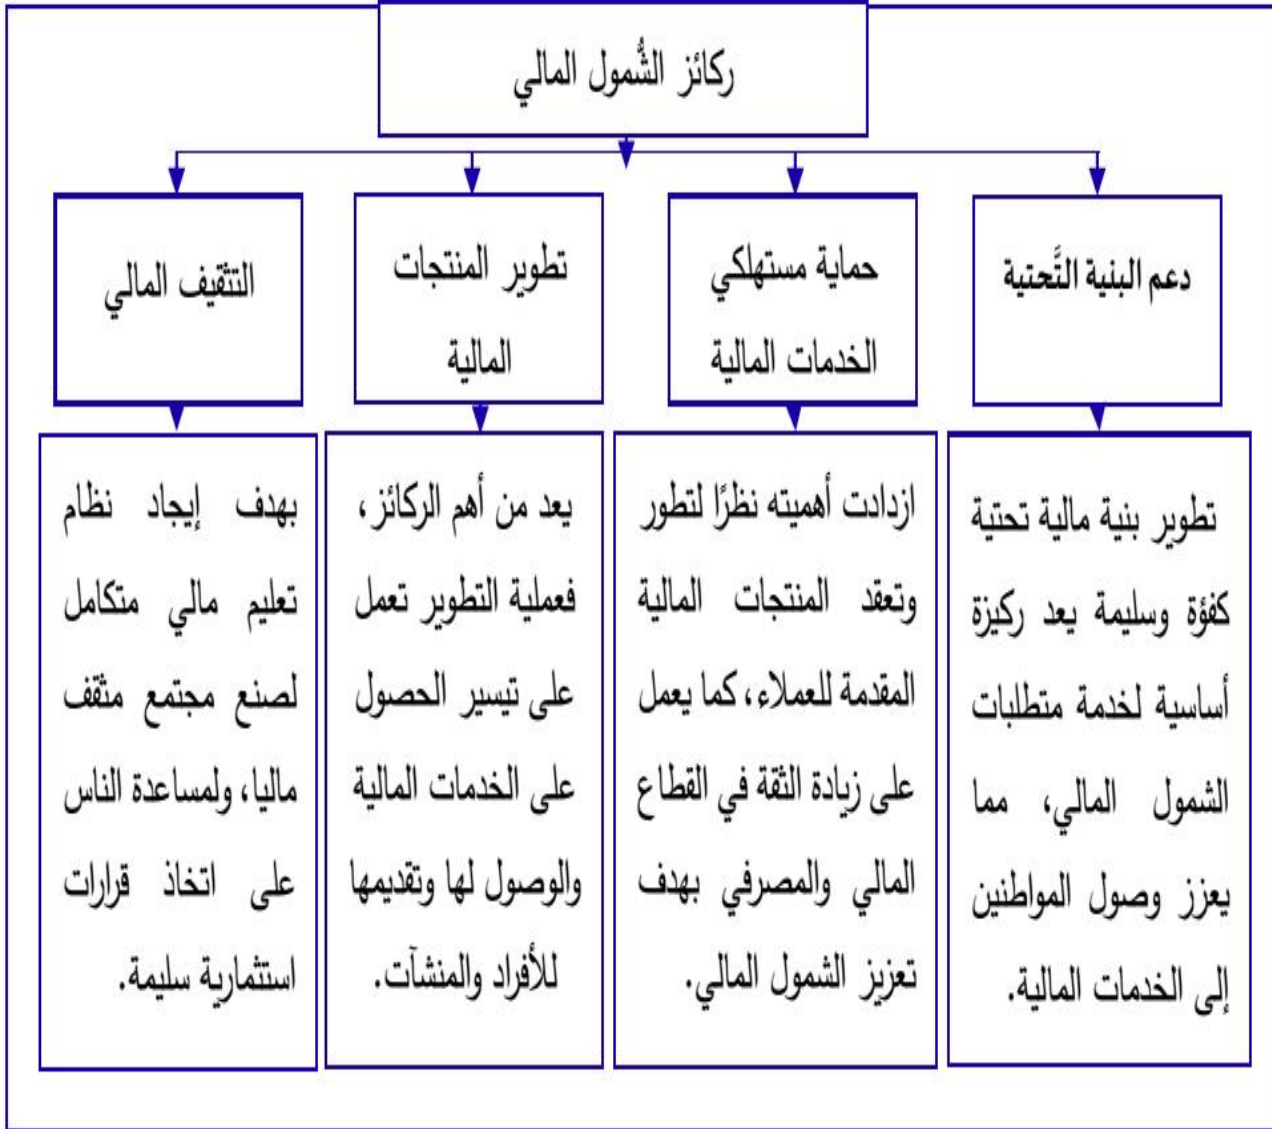 ركائز الشُّمول المالي
دعم البنية التَّحتية
حماية مستهلكي
الخدمات المالية
تطوير المنتجات
المالية
التثقيف المالي
تطوير بنية مالية تحتية
كفؤة وسليمة يعد ركيزة
أساسية لخدمة متطلبات
الشمول المالي، مما
يعزز وصول المواطنين
إلى الخدمات المالية.
ازدادت أهميته نظرًا لتطور
وتعقد المنتجات المالية
المقدمة للعملاء، كما يعمل
على زيادة الثقة في القطاع
المالي والمصرفي بهدف
تعزيز الشمول المالي.
يعد من أهم الركائز،
فعملية التطوير تعمل
على تيسير الحصول
على الخدمات المالية
والوصول لها وتقديمها
للأفراد والمنشآت.
بهدف إيجاد نظام
تعليم مالي متكامل
لصنع مجتمع مثقف
ماليا، ولمساعدة الناس
على اتخاذ قرارات
استثمارية سليمة.